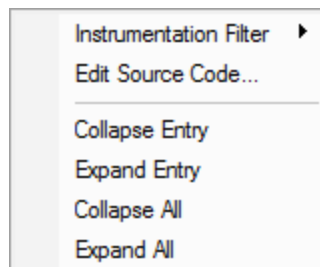 Instrumentation Filter
Edit Source Code...
Collapse Entry
Expand Entry
Collapse All
Expand All